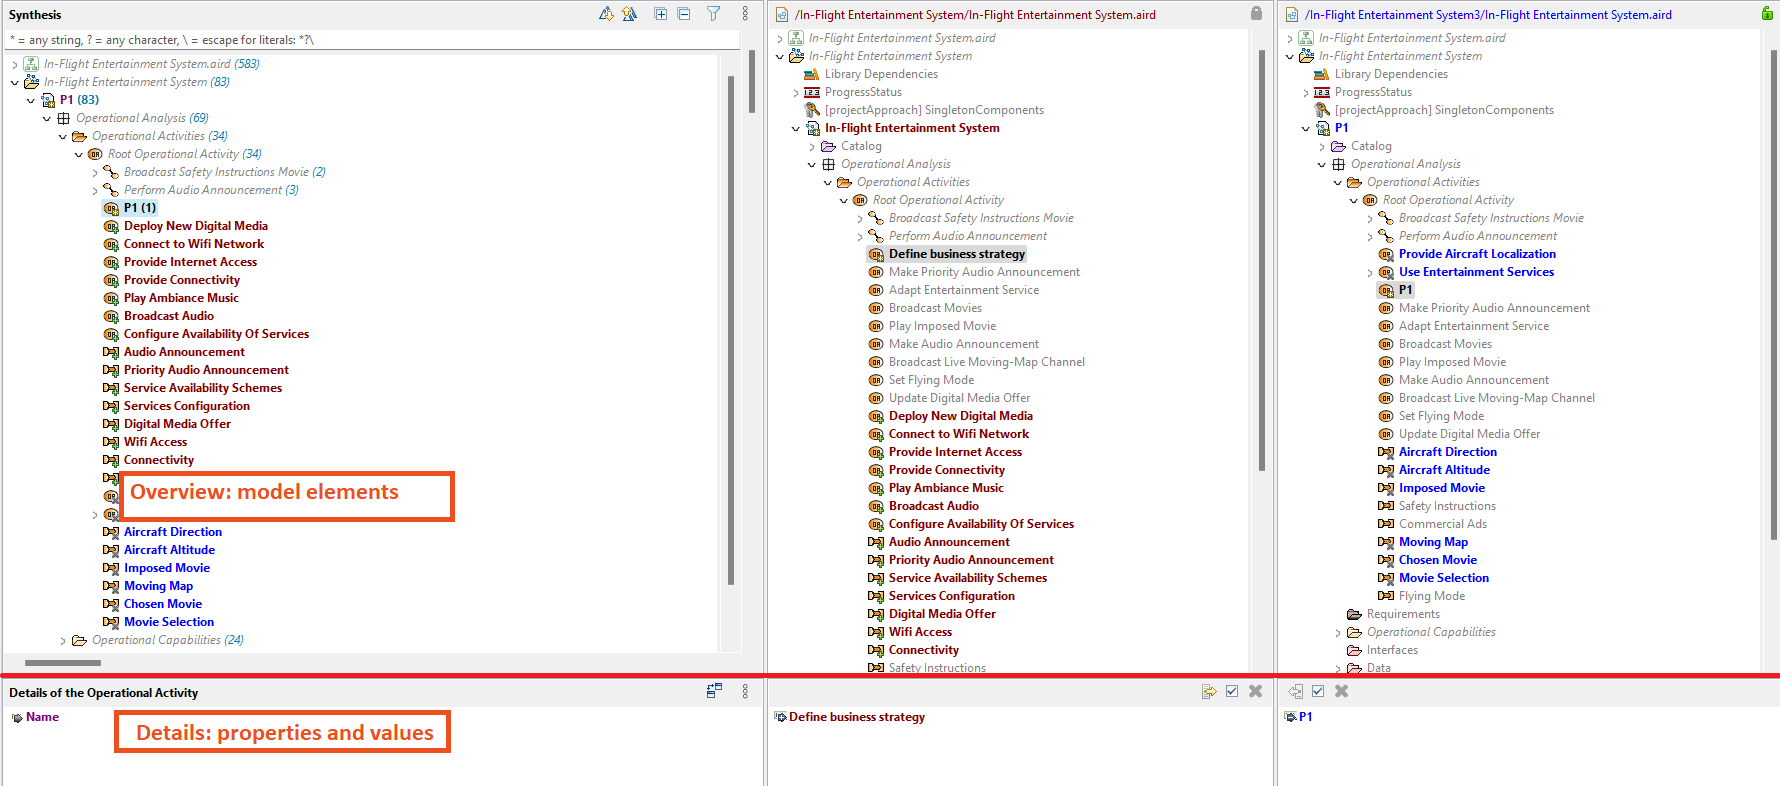 Synthesis
* = any string, ? = any character, \ = escape for literals: *?\
In-Flight Entertainment System.aird (583)
In-Flight Entertainment System (83)
P1 (83)
Operational Analysis (69)
Operational Activities (34)
Root Operational Activity (34)
Broadcast Safety Instructions Movie (2)
Perform Audio Announcement (3)
P1 (1)
Deploy New Digital Media
Connect to Wifi Network
Provide Internet Access
Provide Connectivity
Play Ambiance Music
Broadcast Audio
Configure Availability Of Services
Audio Announcement
Priority Audio Announcement
Service Availability Schemes
Services Configuration
Digital Media Offer
Wifi Access
Connectivity
Overview: model elements
Aircraft Direction
Aircraft Altitude
Imposed Movie
Moving Map
Chosen Movie
Movie Selection
Operational Capabilities (24)
/In-Flight Entertainment System/In-Flight Entertainment System.aird
In-Flight Entertainment System.aird
In-Flight Entertainment System
Library Dependencies
ProgressStatus
[projectApproach] SingletonComponents
In-Flight Entertainment System
Catalog
Operational Analysis
Operational Activities
Root Operational Activity
Broadcast Safety Instructions Movie
Perform Audio Announcement
Define business strategy
Make Priority Audio Announcement
Adapt Entertainment Service
Broadcast Movies
Play Imposed Movie
Make Audio Announcement
Broadcast Live Moving-Map Channel
Set Flying Mode
Update Digital Media Offer
Deploy New Digital Media
Connect to Wifi Network
Provide Internet Access
Provide Connectivity
Play Ambiance Music
Broadcast Audio
Configure Availability Of Services
Audio Announcement
Priority Audio Announcement
Service Availability Schemes
Services Configuration
Digital Media Offer
Wifi Access
Connectivity
Safety Instructions
/In-Flight Entertainment System3/In-Flight Entertainment System.aird
In-Flight Entertainment System.aird
In-Flight Entertainment System
Library Dependencies
ProgressStatus
[projectApproach] SingletonComponents
P1
Catalog
Operational Analysis
Operational Activities
Root Operational Activity
Broadcast Safety Instructions Movie
Perform Audio Announcement
Provide Aircraft Localization
Use Entertainment Services
P1
Make Priority Audio Announcement
Adapt Entertainment Service
Broadcast Movies
Play Imposed Movie
Make Audio Announcement
Broadcast Live Moving-Map Channel
Set Flying Mode
Update Digital Media Offer
Aircraft Direction
Aircraft Altitude
Imposed Movie
Safety Instructions
Commercial Ads
Moving Map
Chosen Movie
Movie Selection
Flying Mode
Requirements
Operational Capabilities
Interfaces
Data
Details of the Operational Activity
Name
Details: properties and values
Define business strategy
P1